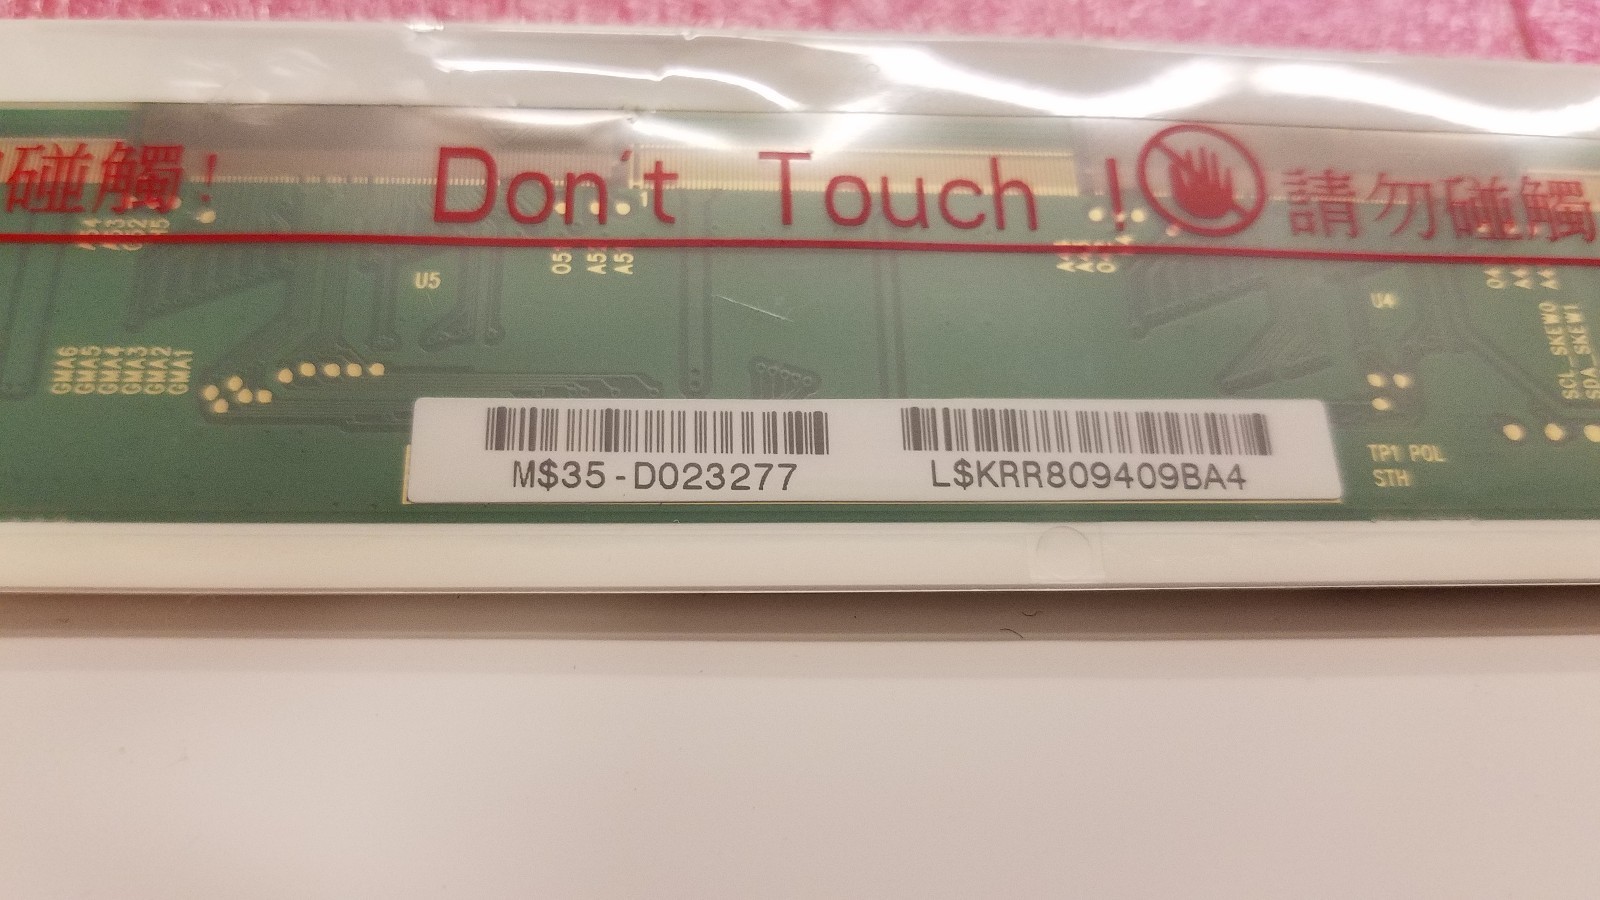 碰觸! Don't Touch ! 請勿碰觸
U5
U4
GMA6
GMA5
GMA4
GMA3
GMA2
GMA1
SCL_SKEW0
SDA_SKEW1
M$35-D023277 L$KRR809409BA4
TP1 POL
STH